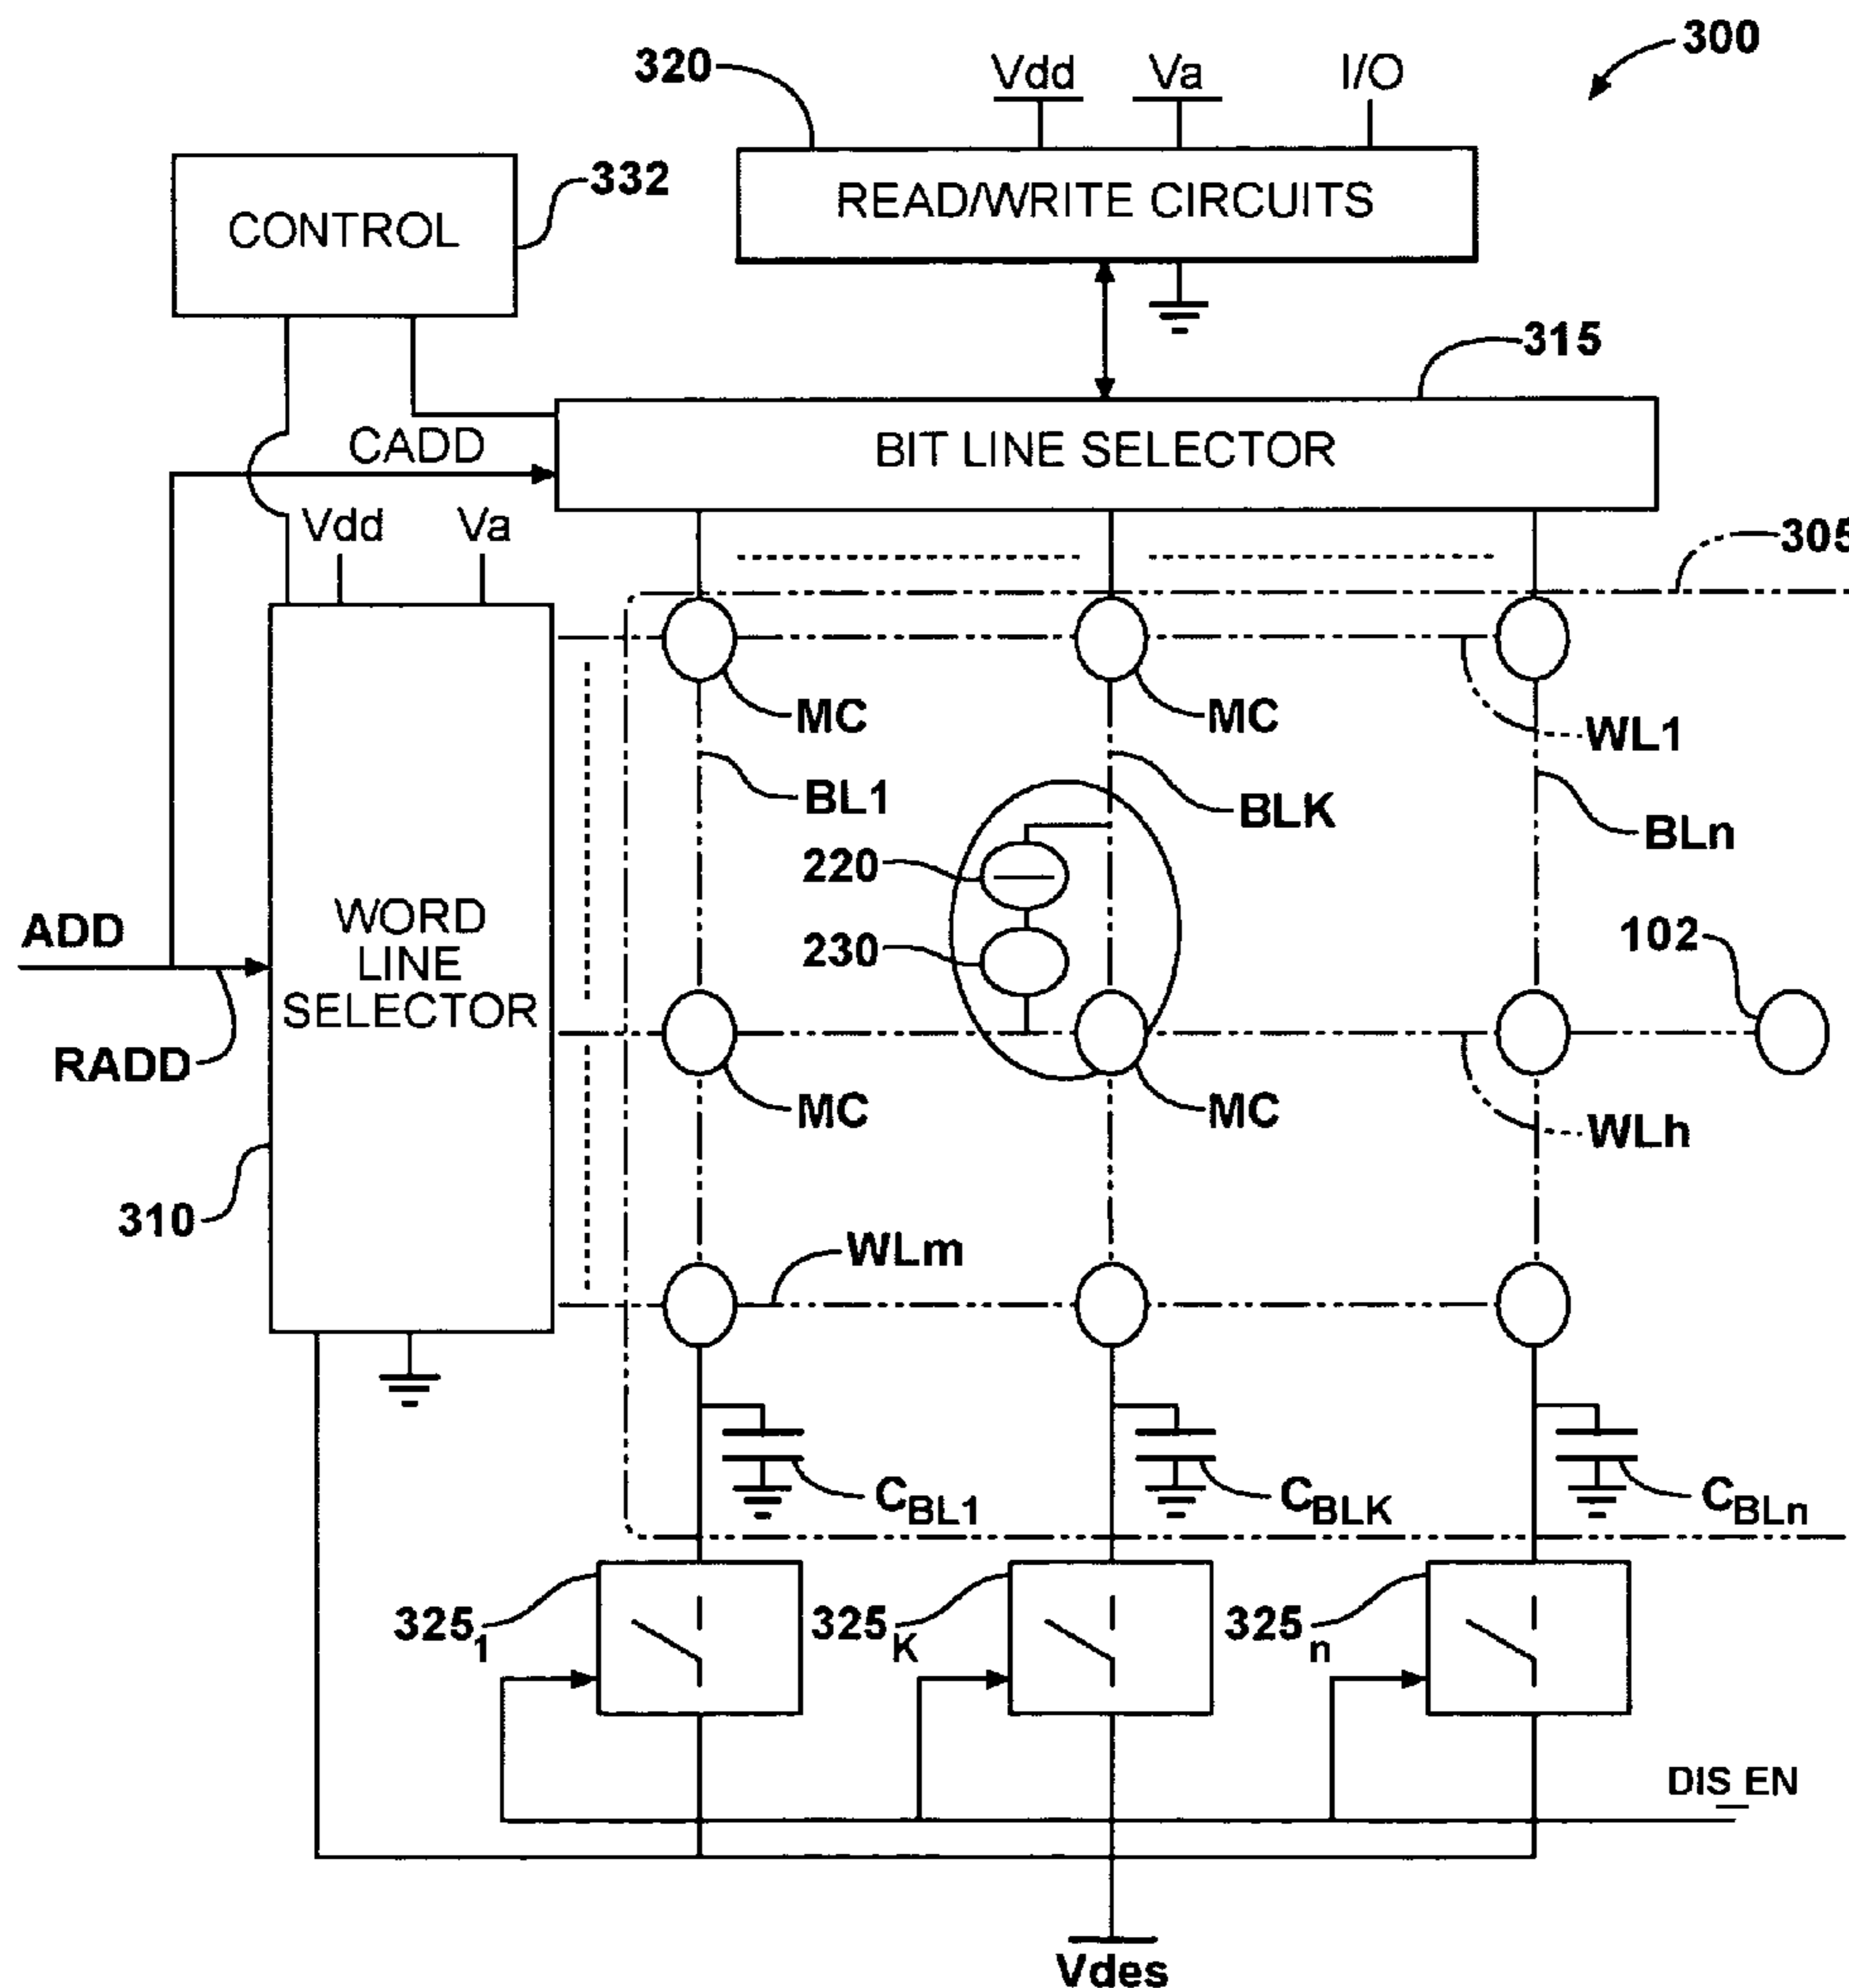 300
320
Vdd
Va
I/O
332
CONTROL
READ/WRITE CIRCUITS
315
CADD
BIT LINE SELECTOR
Vdd
Va
305
MC
MC
WL1
BL1
BLK
BLn
220
ADD
WORD
LINE
SELECTOR
230
102
RADD
MC
MC
WLh
310
WLm
CBL1
CBLK
CBLn
3251
325K
325n
DIS_EN
Vdes